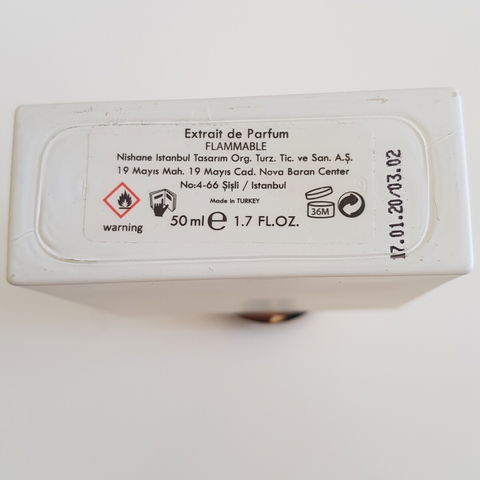 Extrait de Parfum
FLAMMABLE
Nishane Istanbul Tasarım Org. Turz. Tic. ve San. A.Ş.
19 Mayıs Mah. 19 Mayıs Cad. Nova Baran Center
No:4-66 Şişli / Istanbul
Made in TURKEY
warning
50 ml ℮ 1.7 FL.OZ.
36M
17.01.20/03.02